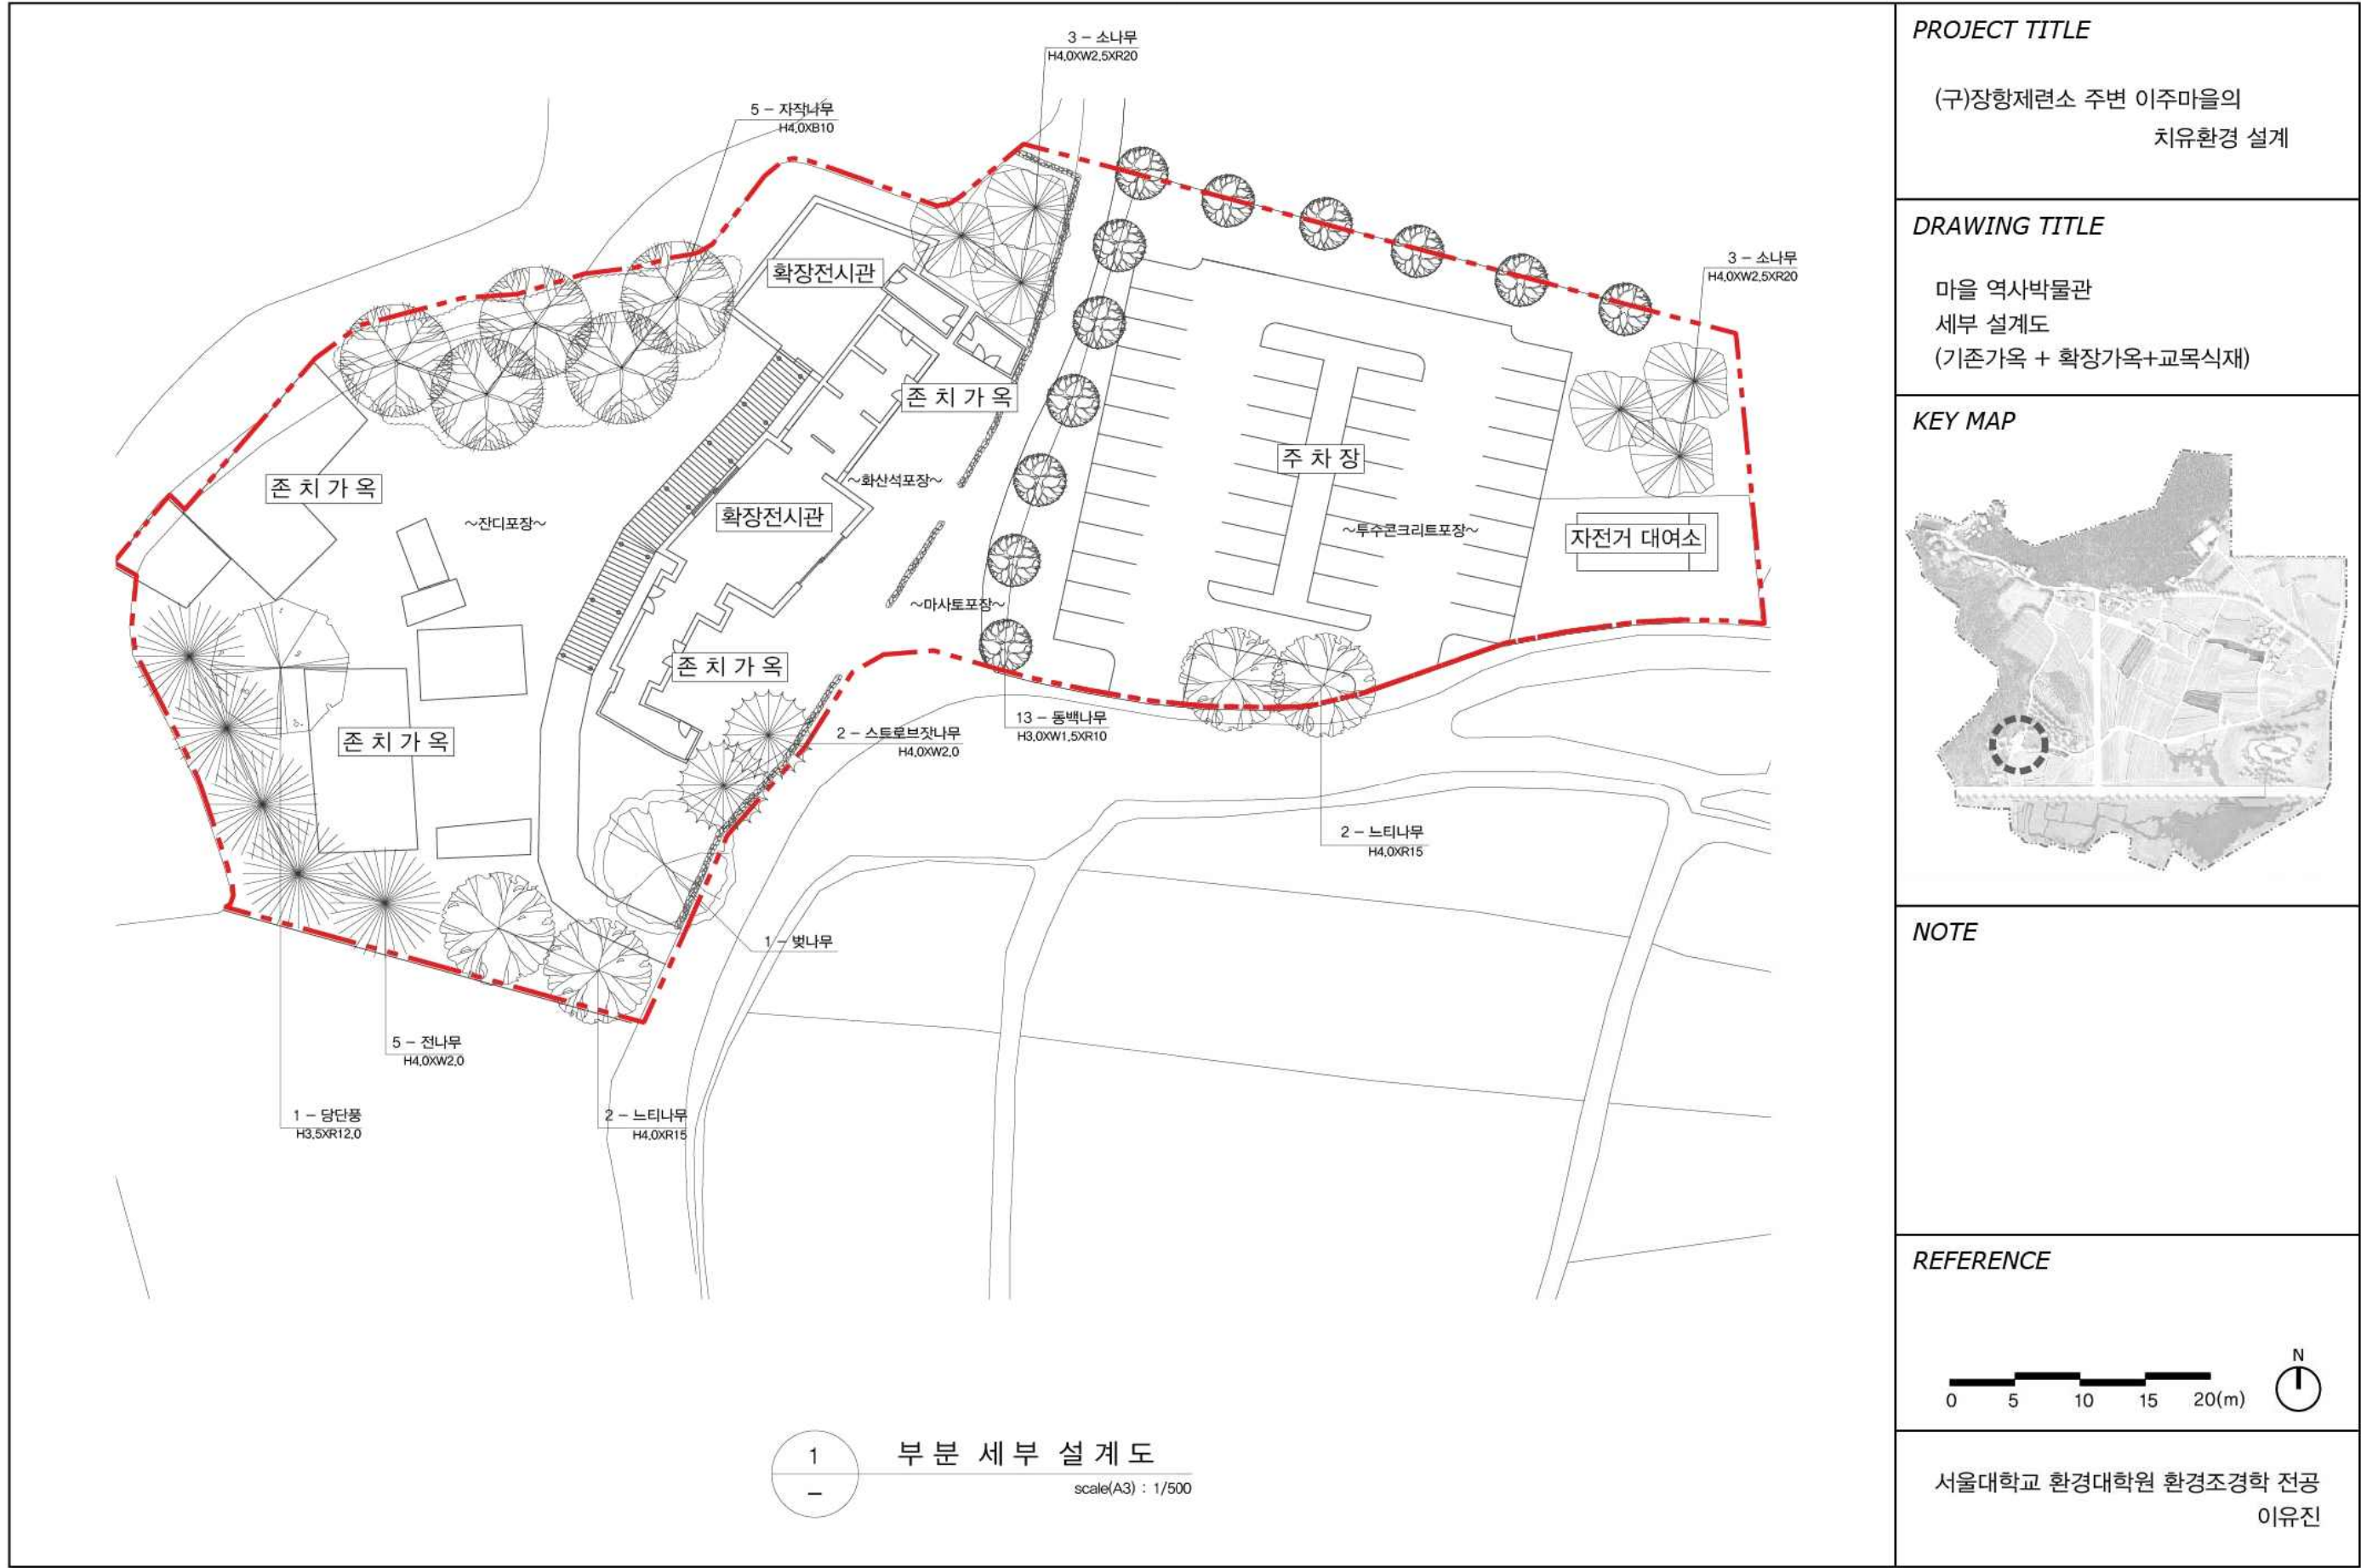 3 – 소나무
H4.0XW2.5XR20
5 – 자작나무
H4.0XB10
3 – 소나무
H4.0XW2.5XR20
확장전시관
존 치 가 옥
주 차 장
~화산석포장~
존 치 가 옥
~잔디포장~
확장전시관
~투수콘크리트포장~
자전거 대여소
~마사토포장~
존 치 가 옥
존 치 가 옥
13 – 동백나무
H3.0XW1.5XR10
2 – 스트로브잣나무
H4.0XW2.0
2 – 느티나무
H4.0XR15
1 – 벚나무
5 – 전나무
H4.0XW2.0
1 – 당단풍
H3.5XR12.0
2 – 느티나무
H4.0XR15
1
–
부 분 세 부 설 계 도
scale(A3) : 1/500
PROJECT TITLE
(구)장항제련소 주변 이주마을의
치유환경 설계
DRAWING TITLE
마을 역사박물관
세부 설계도
(기존가옥 + 확장가옥+교목식재)
KEY MAP
NOTE
REFERENCE
N
0 5 10 15 20(m)
서울대학교 환경대학원 환경조경학 전공
이유진